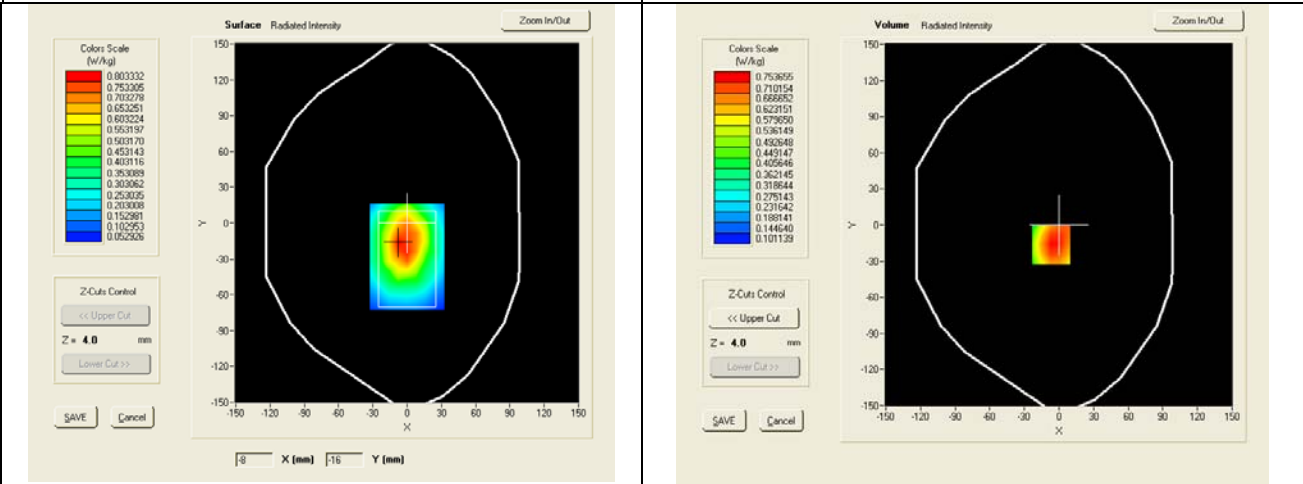 Surface Radiated Intensity
Zoom In/Out
Colors Scale
(W/kg)
0.803332
0.753305
0.703278
0.653251
0.603224
0.553197
0.503170
0.453143
0.403116
0.353089
0.303062
0.253035
0.203008
0.152981
0.102953
0.052926
Z-Cuts Control
<< Upper Cut
Z = 4.0 mm
Lower Cut >>
SAVE Cancel
150
120
90
60
30
0
-30
-60
-90
-120
-150
Y
-150 -120 -90 -60 -30 0 30 60 90 120 150
X
-8 X (mm) -16 Y (mm)
Volume Radiated Intensity
Zoom In/Out
Colors Scale
(W/kg)
0.753655
0.710154
0.666652
0.623151
0.579650
0.536149
0.492648
0.449147
0.405646
0.362145
0.318644
0.275143
0.231642
0.188141
0.144640
0.101139
Z-Cuts Control
<< Upper Cut
Z = 4.0 mm
Lower Cut >>
SAVE Cancel
150
120
90
60
30
0
-30
-60
-90
-120
-150
Y
-150 -120 -90 -60 -30 0 30 60 90 120 150
X